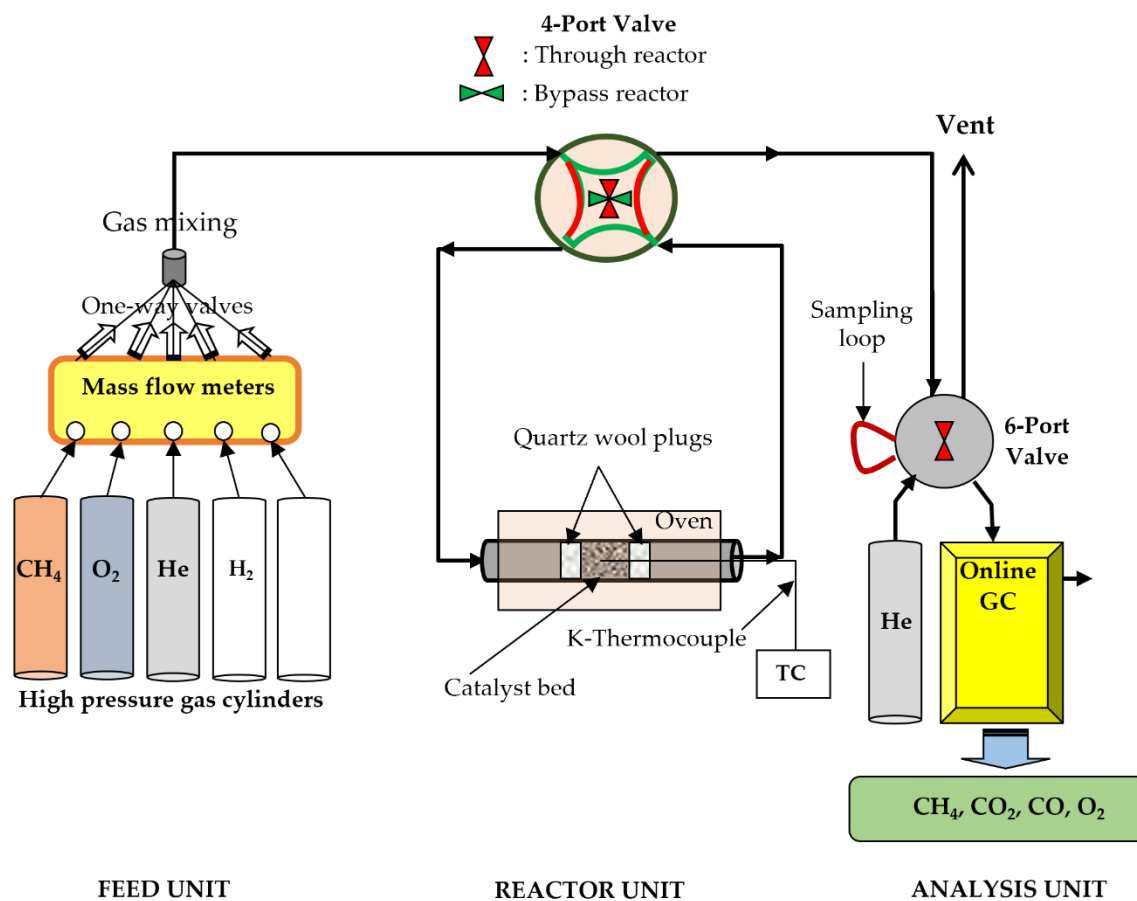 4-Port Valve
: Through reactor
: Bypass reactor
Vent
Gas mixing
One-way valves
Mass flow meters
Sampling
loop
6-Port
Valve
Quartz wool plugs
Oven
CH₄
O₂
He
H₂
K-Thermocouple
TC
Catalyst bed
High pressure gas cylinders
He
Online
GC
CH₄, CO₂, CO, O₂
FEED UNIT
REACTOR UNIT
ANALYSIS UNIT